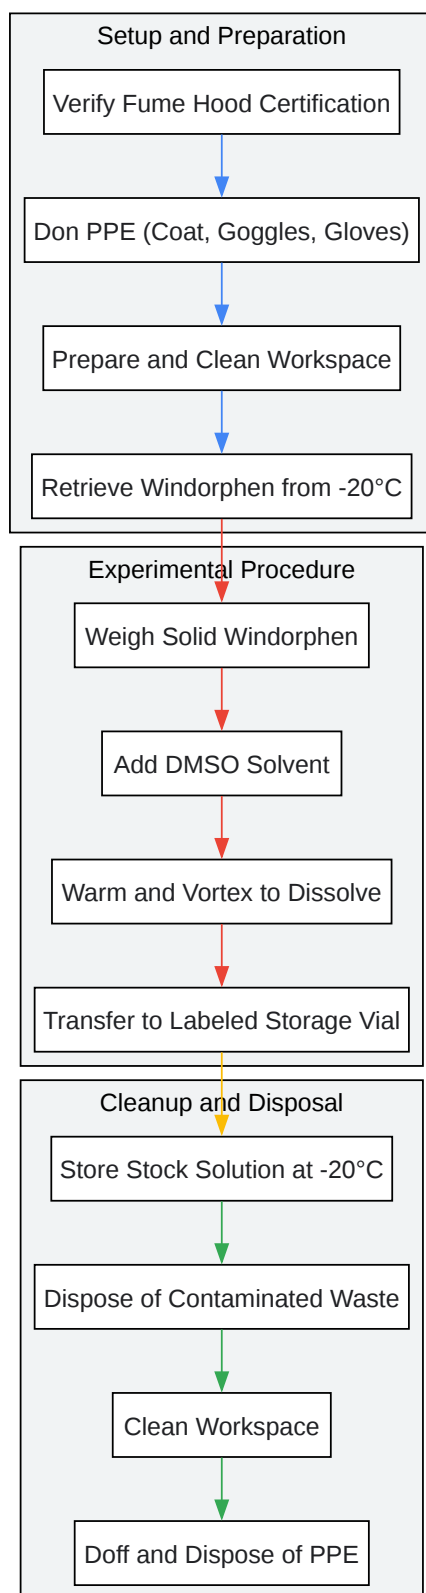 Setup and Preparation
Verify Fume Hood Certification
Don PPE (Coat, Goggles, Gloves)
Prepare and Clean Workspace
Retrieve Windorphen from -20°C
Experimental Procedure
Weigh Solid Windorphen
Add DMSO Solvent
Warm and Vortex to Dissolve
Transfer to Labeled Storage Vial
Cleanup and Disposal
Store Stock Solution at -20°C
Dispose of Contaminated Waste
Clean Workspace
Doff and Dispose of PPE